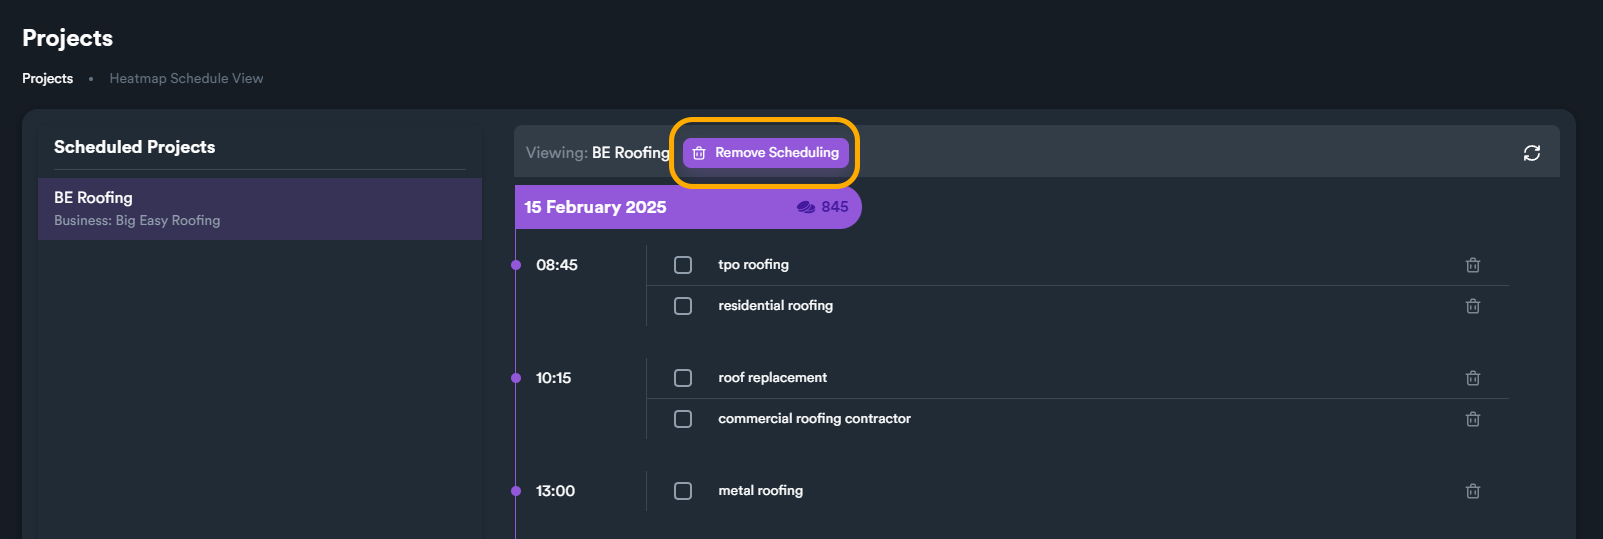 Projects
Projects • Heatmap Schedule View
Scheduled Projects
BE Roofing
Business: Big Easy Roofing
Viewing: BE Roofing Remove Scheduling
15 February 2025 845
08:45 tpo roofing
residential roofing
10:15 roof replacement
commercial roofing contractor
13:00 metal roofing